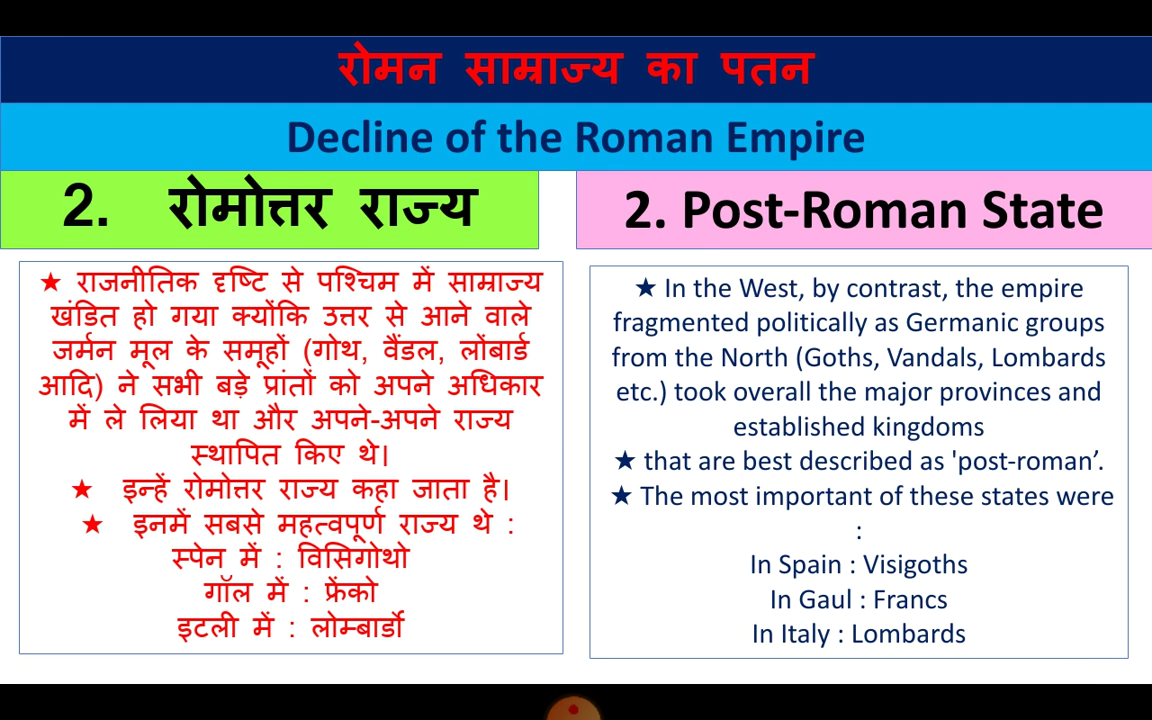 रोमन साम्राज्य का पतन
Decline of the Roman Empire
2. रोमोत्तर राज्य
★ राजनीतिक दृष्टि से पश्चिम में साम्राज्य
खंडित हो गया क्योंकि उत्तर से आने वाले
जर्मन मूल के समूहों (गोथ, वैंडल, लोंबार्ड
आदि) ने सभी बड़े प्रांतों को अपने अधिकार
में ले लिया था और अपने-अपने राज्य
स्थापित किए थे।
★ इन्हें रोमोत्तर राज्य कहा जाता है।
★ इनमें सबसे महत्वपूर्ण राज्य थे :
स्पेन में : विसिगोथो
गॉल में : फ्रेंको
इटली में : लोम्बार्डो
2. Post-Roman State
★ In the West, by contrast, the empire
fragmented politically as Germanic groups
from the North (Goths, Vandals, Lombards
etc.) took overall the major provinces and
established kingdoms
★ that are best described as 'post-roman’.
★ The most important of these states were
:
In Spain : Visigoths
In Gaul : Francs
In Italy : Lombards